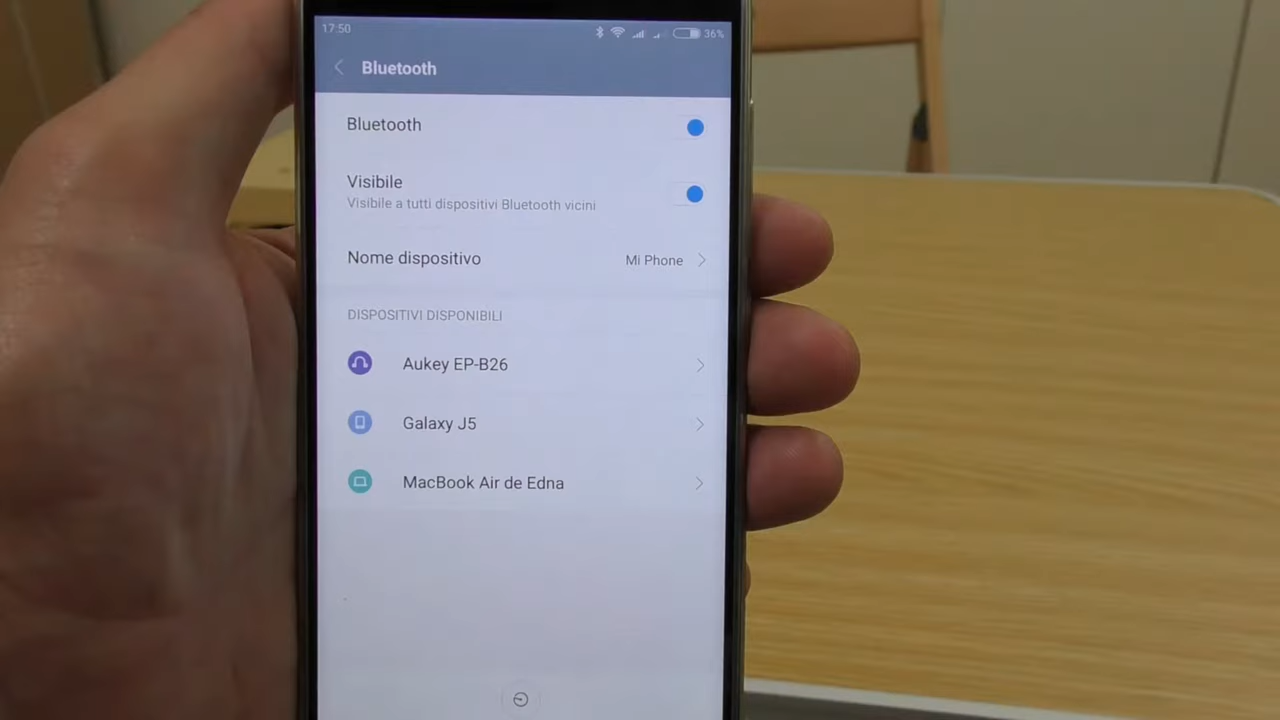 17:50 36%
Bluetooth
Bluetooth
Visibile
Visibile a tutti dispositivi Bluetooth vicini
Nome dispositivo Mi Phone
DISPOSITIVI DISPONIBILI
Aukey EP-B26
Galaxy J5
MacBook Air de Edna